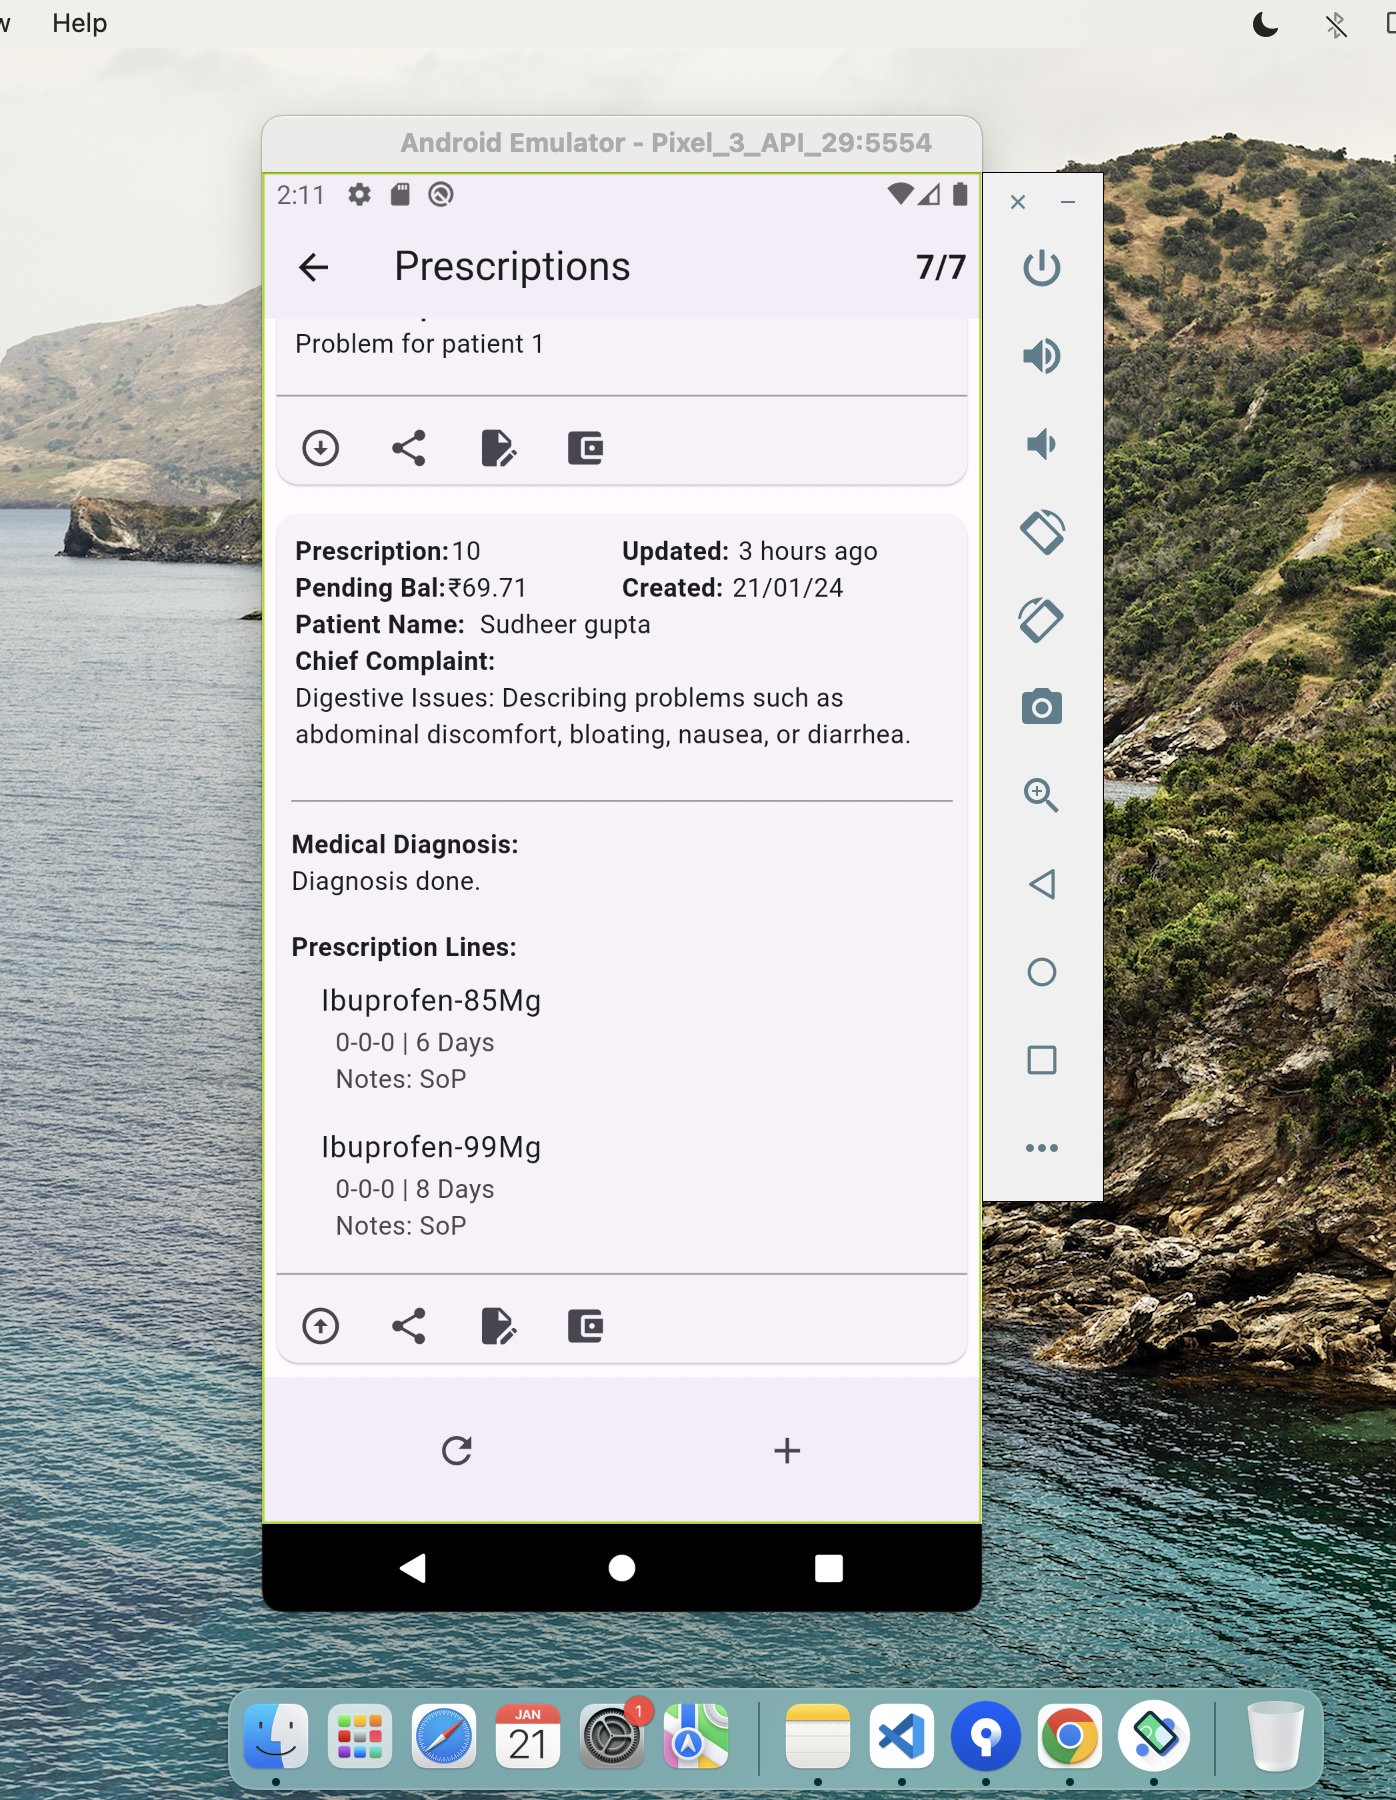 Help
Android Emulator - Pixel_3_API_29:5554
2:11
Prescriptions
7/7
Problem for patient 1
Prescription: 10
Updated: 3 hours ago
Pending Bal: ₹69.71
Created: 21/01/24
Patient Name: Sudheer gupta
Chief Complaint:
Digestive Issues: Describing problems such as
abdominal discomfort, bloating, nausea, or diarrhea.
Medical Diagnosis:
Diagnosis done.
Prescription Lines:
Ibuprofen-85Mg
0-0-0 | 6 Days
Notes: SoP
Ibuprofen-99Mg
0-0-0 | 8 Days
Notes: SoP
JAN
21
1